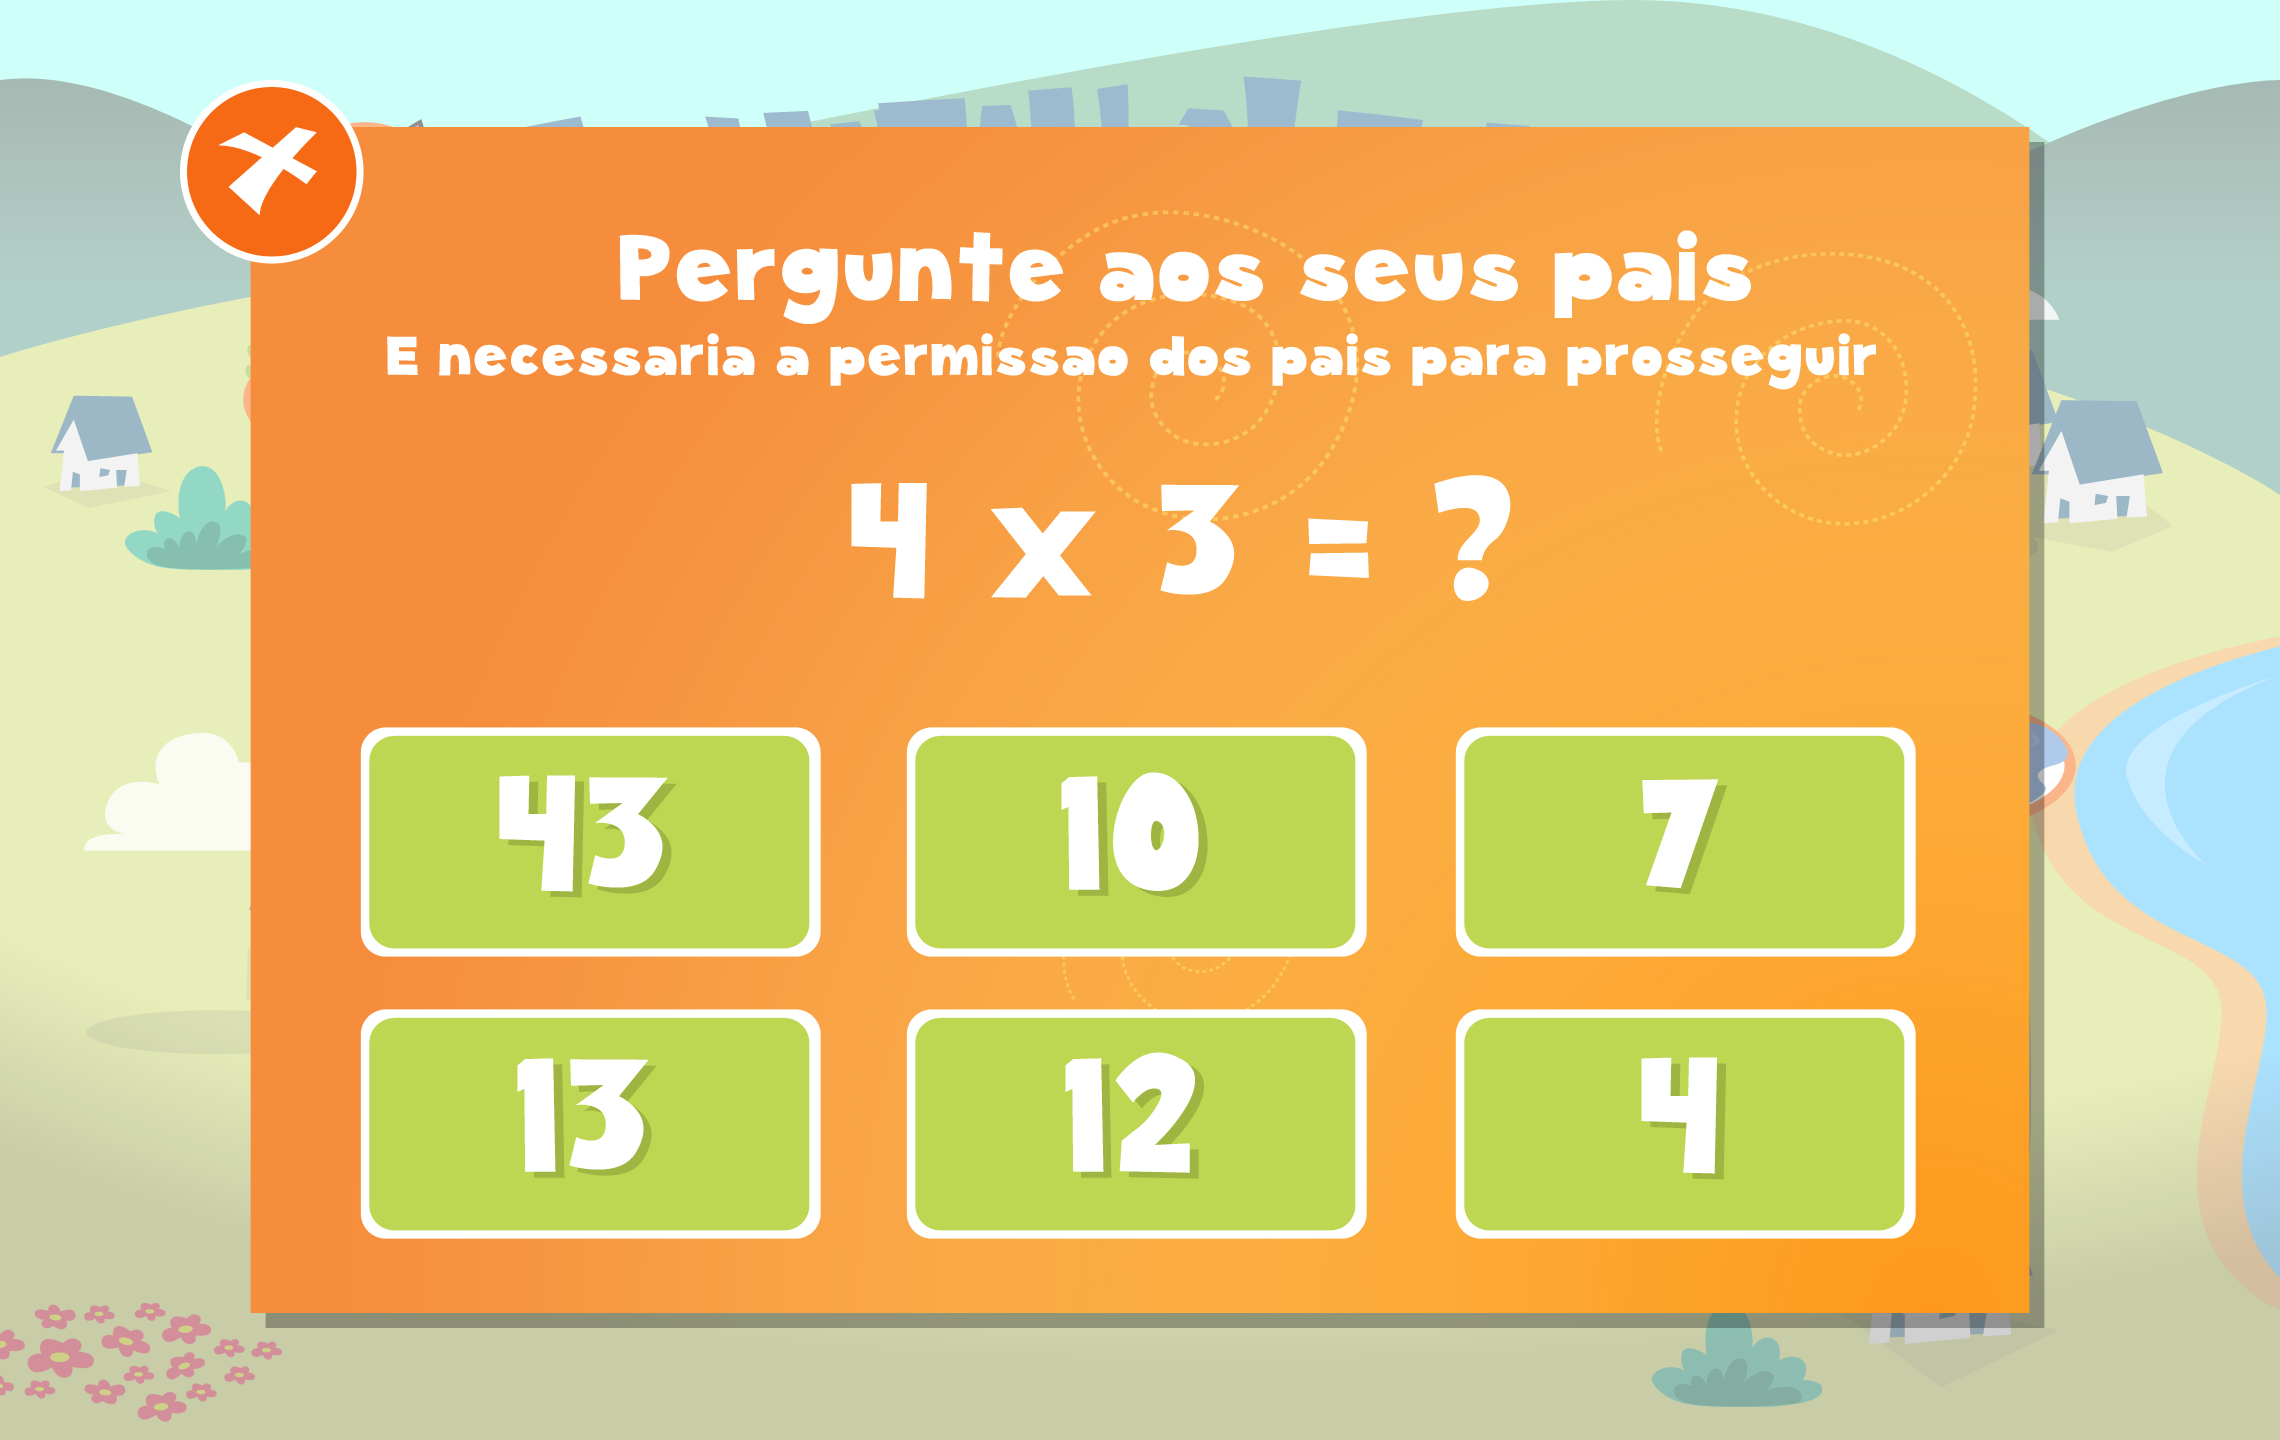 Pergunte aos seus pais
E necessaria a permissao dos pais para prosseguir
4 x 3 = ?
43 10 7
13 12 4